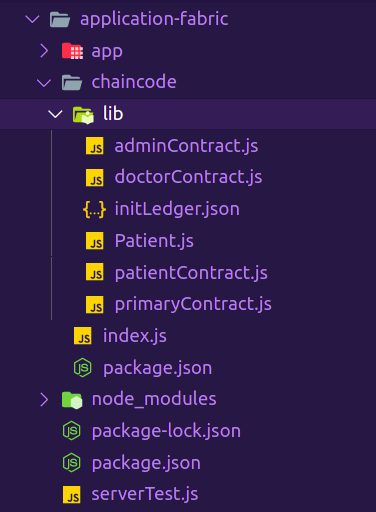 application-fabric
app
chaincode
lib
JS adminContract.js
JS doctorContract.js
{...} initLedger.json
JS Patient.js
JS patientContract.js
JS primaryContract.js
JS index.js
package.json
node_modules
package-lock.json
package.json
JS serverTest.js